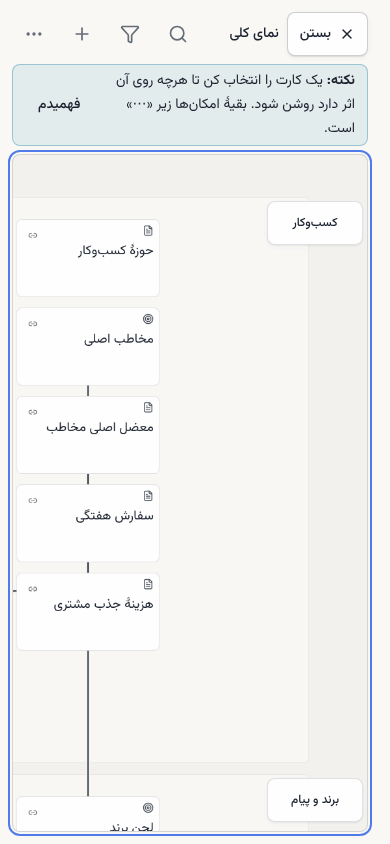 بستن
نمای کلی
نکته: یک کارت را انتخاب کن تا هرچه روی آن
اثر دارد روشن شود. بقیهٔ امکان‌ها زیر «···»
است.
فهمیدم
کسب‌وکار
حوزهٔ کسب‌وکار
مخاطب اصلی
معضل اصلی مخاطب
سفارش هفتگی
هزینهٔ جذب مشتری
برند و پیام
لحن برند